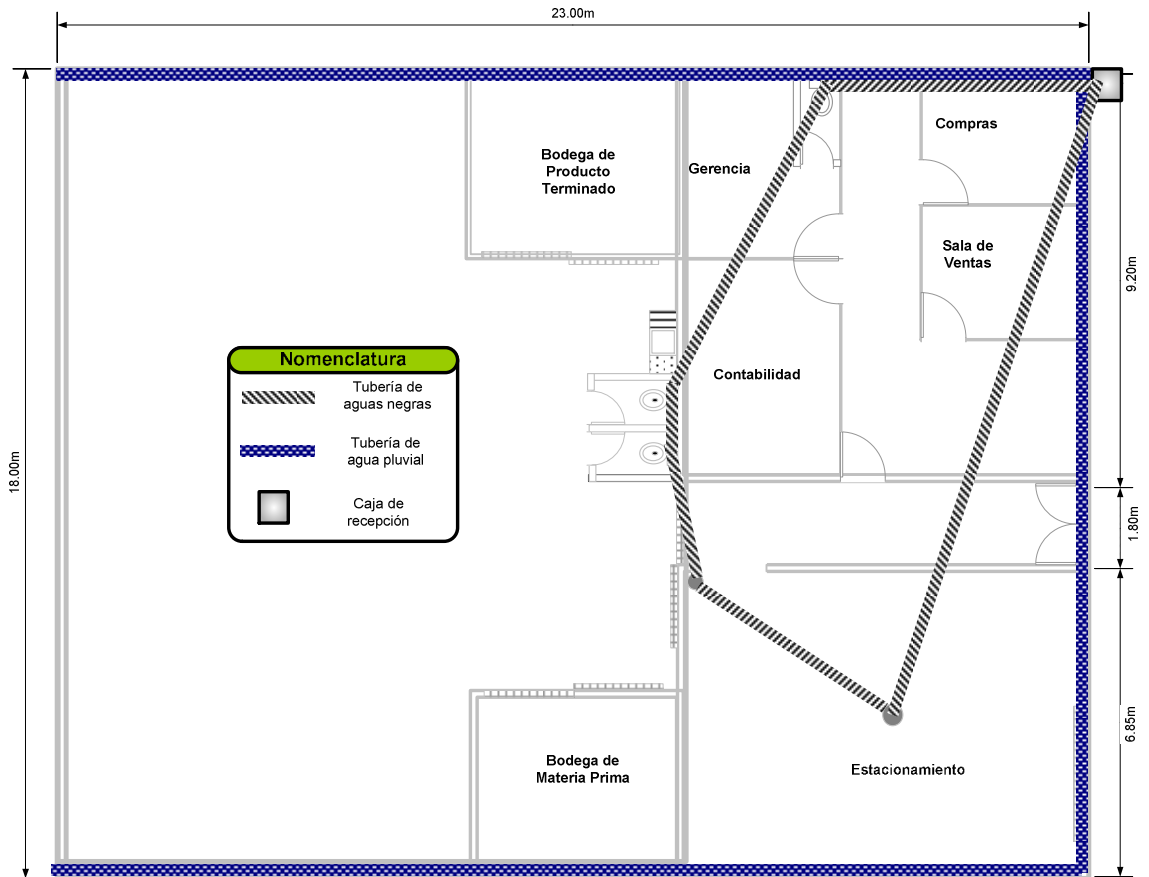 23.00m
Compras
Bodega de
Producto
Terminado
Gerencia
Sala de
Ventas
9.20m
Nomenclatura
Tubería de
aguas negras
Tubería de
agua pluvial
Caja de
recepción
Contabilidad
18.00m
1.80m
6.85m
Bodega de
Materia Prima
Estacionamiento